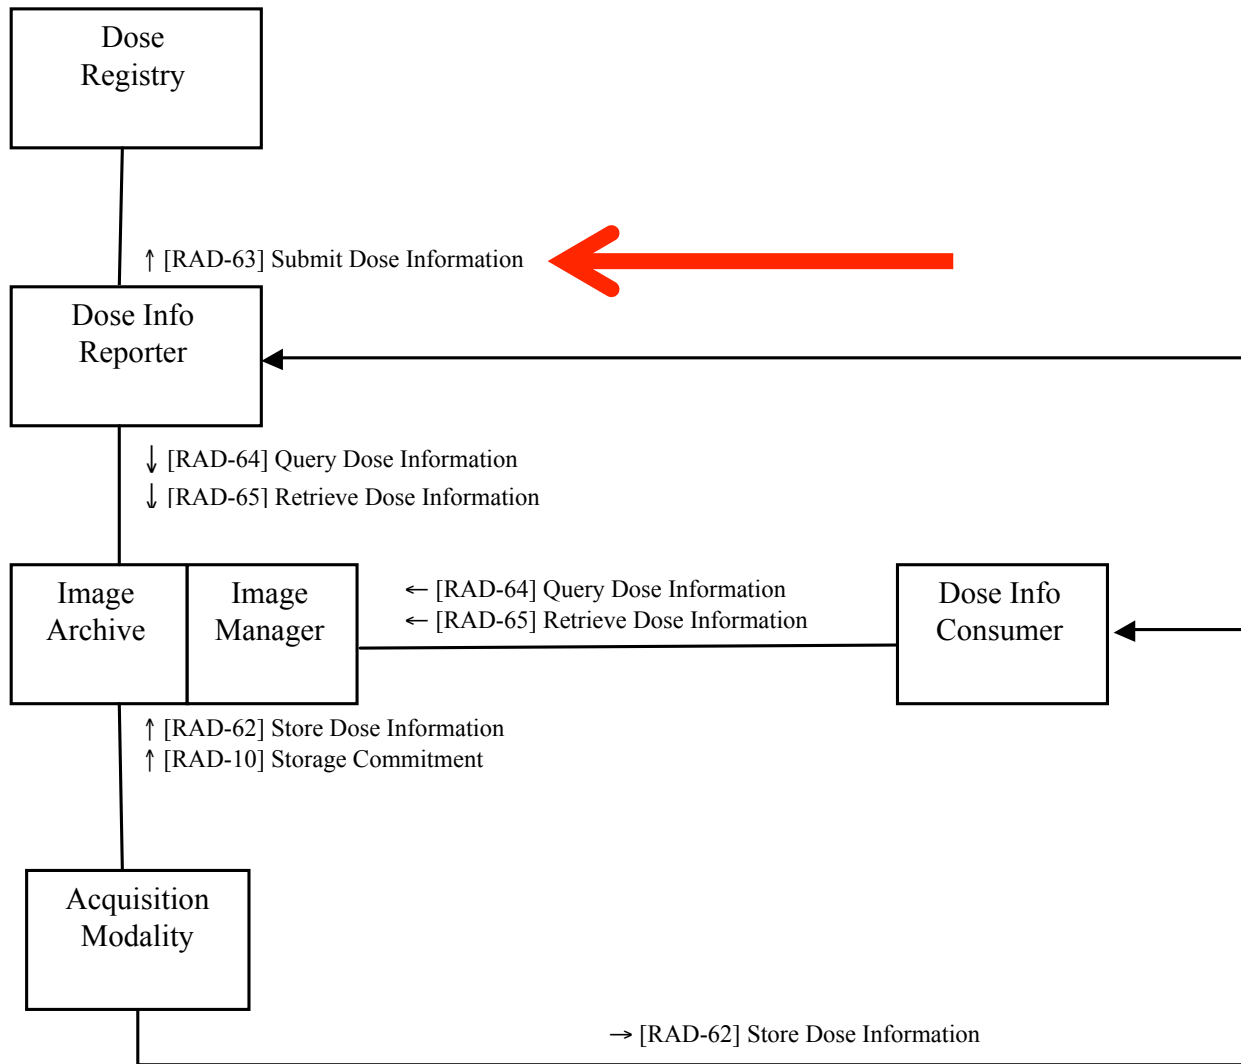 Dose
Registry
↑ [RAD-63] Submit Dose Information
Dose Info
Reporter
↓ [RAD-64] Query Dose Information
↓ [RAD-65] Retrieve Dose Information
Image
Archive
Image
Manager
← [RAD-64] Query Dose Information
← [RAD-65] Retrieve Dose Information
Dose Info
Consumer
↑ [RAD-62] Store Dose Information
↑ [RAD-10] Storage Commitment
Acquisition
Modality
→ [RAD-62] Store Dose Information